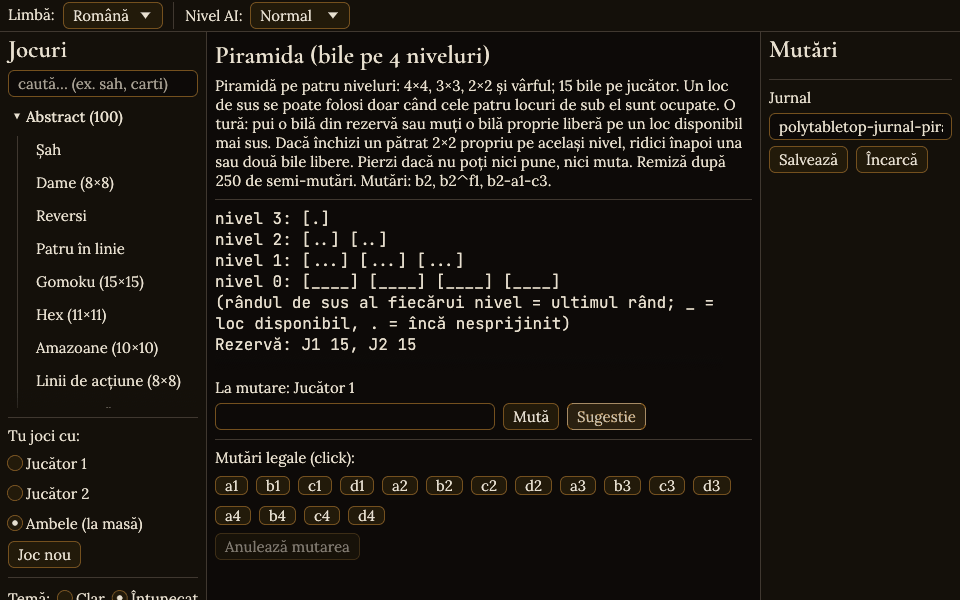 Limbă: Română ▼ Nivel AI: Normal ▼
Jocuri
caută... (ex. sah, carti)
▼ Abstract (100)
Șah
Dame (8×8)
Reversi
Patru în linie
Gomoku (15×15)
Hex (11×11)
Amazoane (10×10)
Linii de acțiune (8×8)
Tu joci cu:
Jucător 1
Jucător 2
Ambele (la masă)
Joc nou
Temă: Clar Întunecat
Piramida (bile pe 4 niveluri)
Piramidă pe patru niveluri: 4×4, 3×3, 2×2 și vârful; 15 bile pe jucător. Un loc
de sus se poate folosi doar când cele patru locuri de sub el sunt ocupate. O
tură: pui o bilă din rezervă sau muți o bilă proprie liberă pe un loc disponibil
mai sus. Dacă închizi un pătrat 2×2 propriu pe același nivel, ridici înapoi una
sau două bile libere. Pierzi dacă nu poți nici pune, nici muta. Remiză după
250 de semi-mutări. Mutări: b2, b2^f1, b2-a1-c3.
nivel 3: [.]
nivel 2: [..] [..]
nivel 1: [...] [...] [...]
nivel 0: [____] [____] [____] [____]
(rândul de sus al fiecărui nivel = ultimul rând; _ =
loc disponibil, . = încă nesprijinit)
Rezervă: J1 15, J2 15
La mutare: Jucător 1
Mută Sugestie
Mutări legale (click):
a1 b1 c1 d1 a2 b2 c2 d2 a3 b3 c3 d3
a4 b4 c4 d4
Anulează mutarea
Mutări
Jurnal
polytabletop-jurnal-pir
Salvează Încarcă